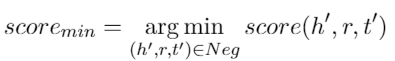 score_{min} = \underset{(h', r, t') \in Neg}{\arg\min} \; score(h', r, t')